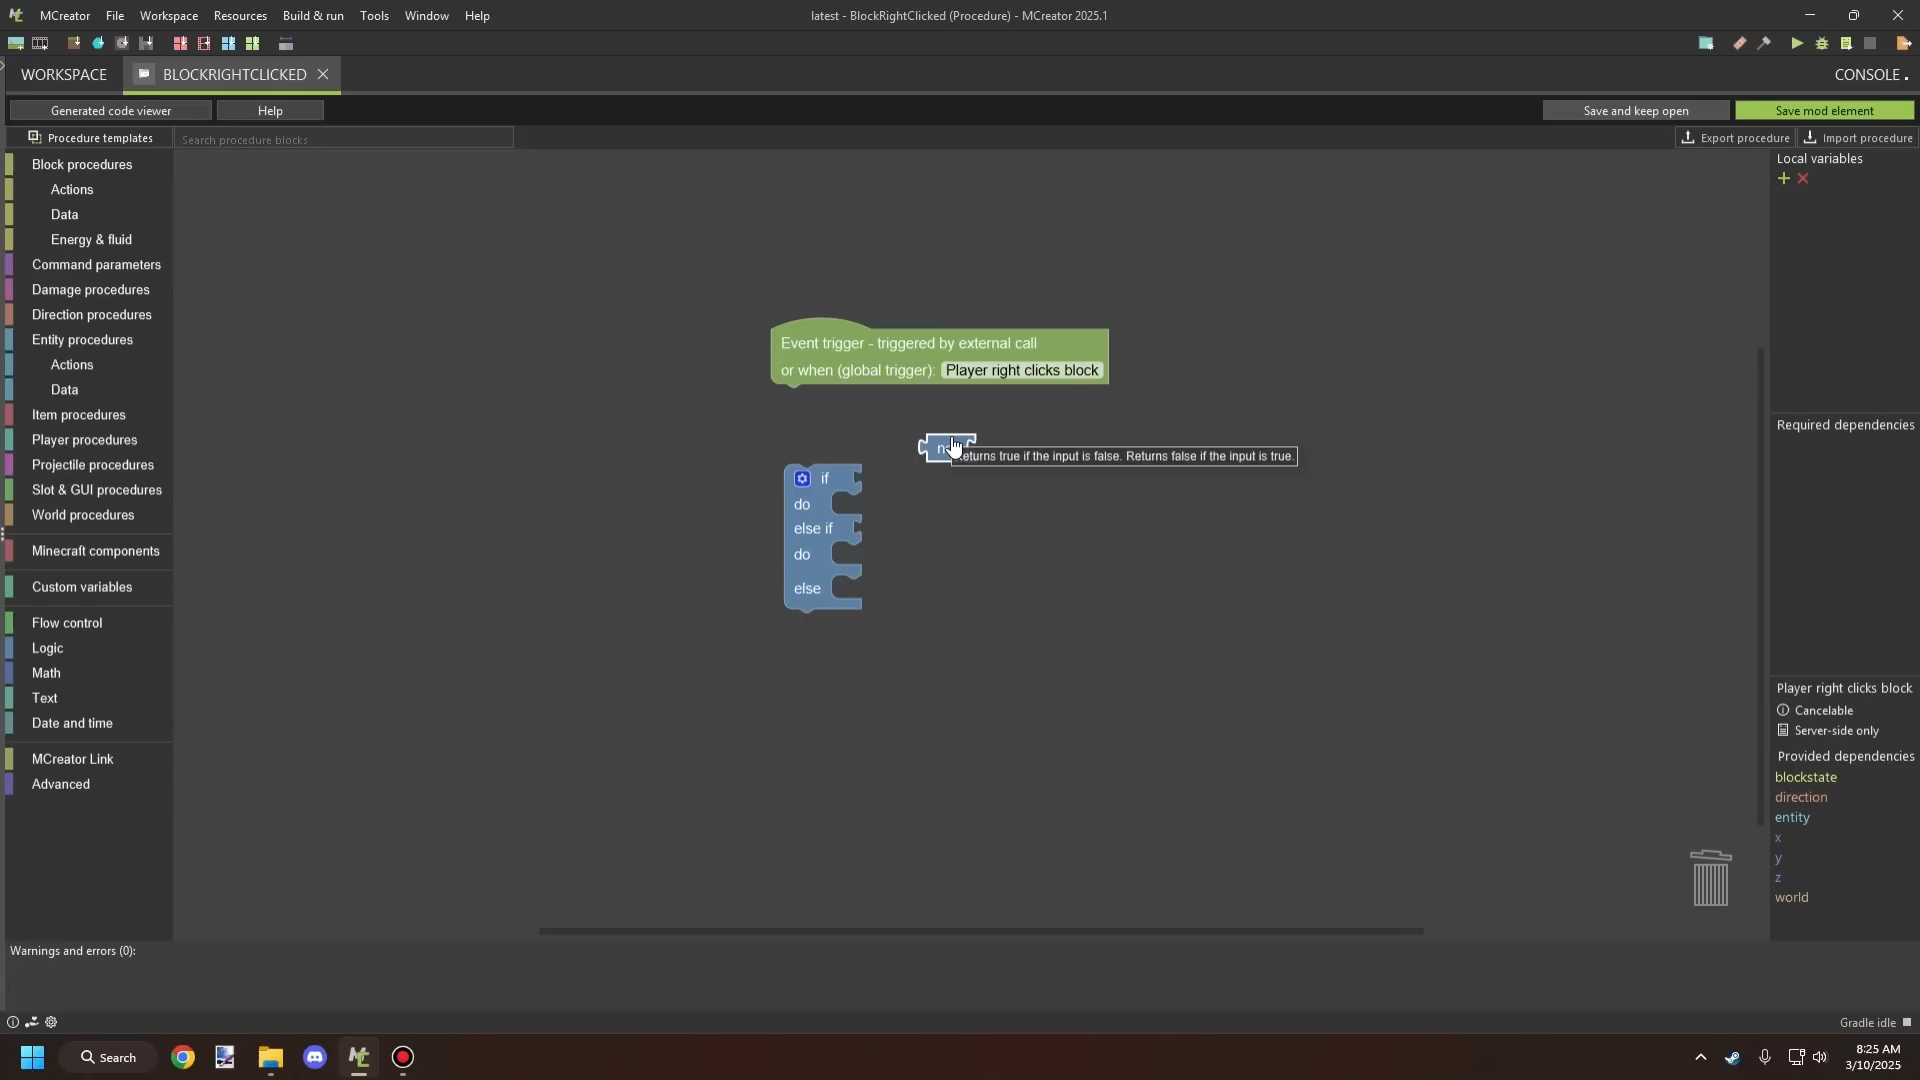 MCreator File Workspace Resources Build & run Tools Window Help
latest - BlockRightClicked (Procedure) - MCreator 2025.1
WORKSPACE
BLOCKRIGHTCLICKED
CONSOLE
Generated code viewer
Help
Save and keep open
Save mod element
Procedure templates
Search procedure blocks
Export procedure
Import procedure
Block procedures
Actions
Data
Energy & fluid
Command parameters
Damage procedures
Direction procedures
Entity procedures
Actions
Data
Item procedures
Player procedures
Projectile procedures
Slot & GUI procedures
World procedures
Minecraft components
Custom variables
Flow control
Logic
Math
Text
Date and time
MCreator Link
Advanced
Event trigger - triggered by external call
or when (global trigger): Player right clicks block
true if the input is false. Returns false if the input is true.
if
do
else if
do
else
Local variables
Required dependencies
Player right clicks block
Cancelable
Server-side only
Provided dependencies
blockstate
direction
entity
x
y
z
world
Warnings and errors (0):
Gradle idle
Search
8:25 AM
3/10/2025